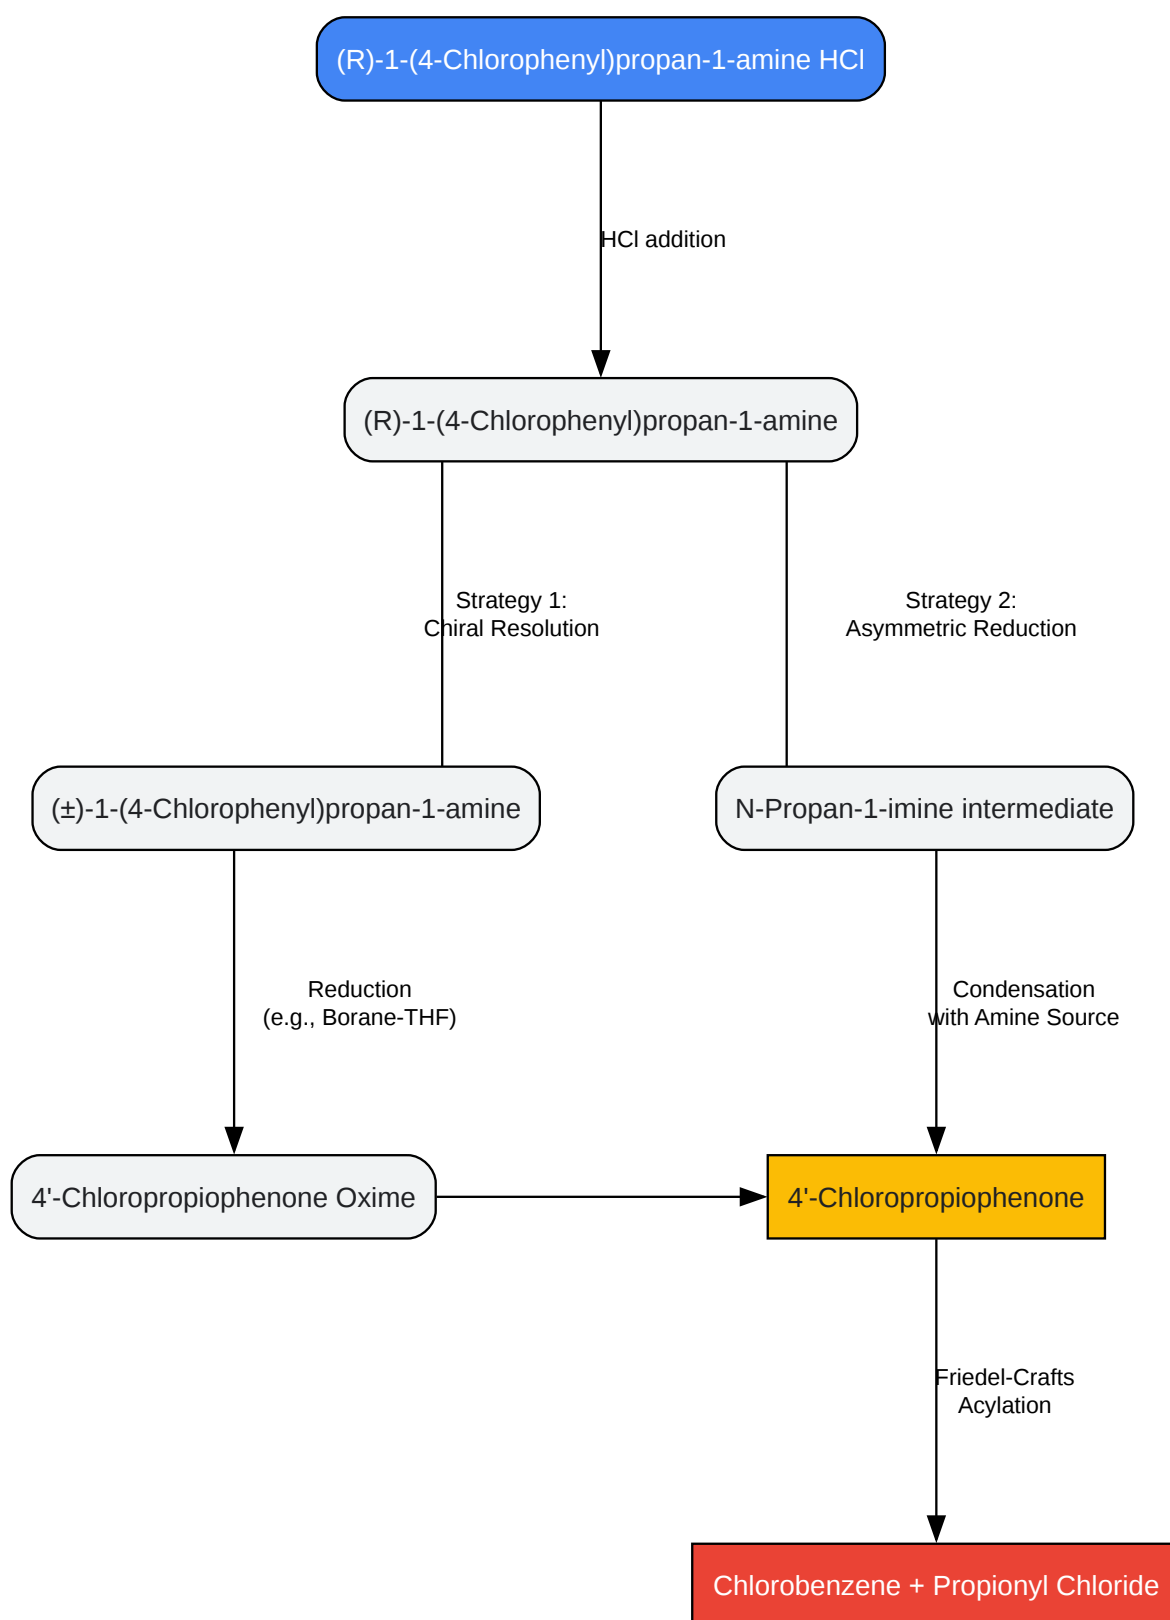 (R)-1-(4-Chlorophenyl)propan-1-amine HCl
HCl addition
(R)-1-(4-Chlorophenyl)propan-1-amine
Strategy 1:
Chiral Resolution
Strategy 2:
Asymmetric Reduction
(±)-1-(4-Chlorophenyl)propan-1-amine
N-Propan-1-imine intermediate
Reduction
(e.g., Borane-THF)
Condensation
with Amine Source
4'-Chloropropiophenone Oxime
4'-Chloropropiophenone
Friedel-Crafts
Acylation
Chlorobenzene + Propionyl Chloride